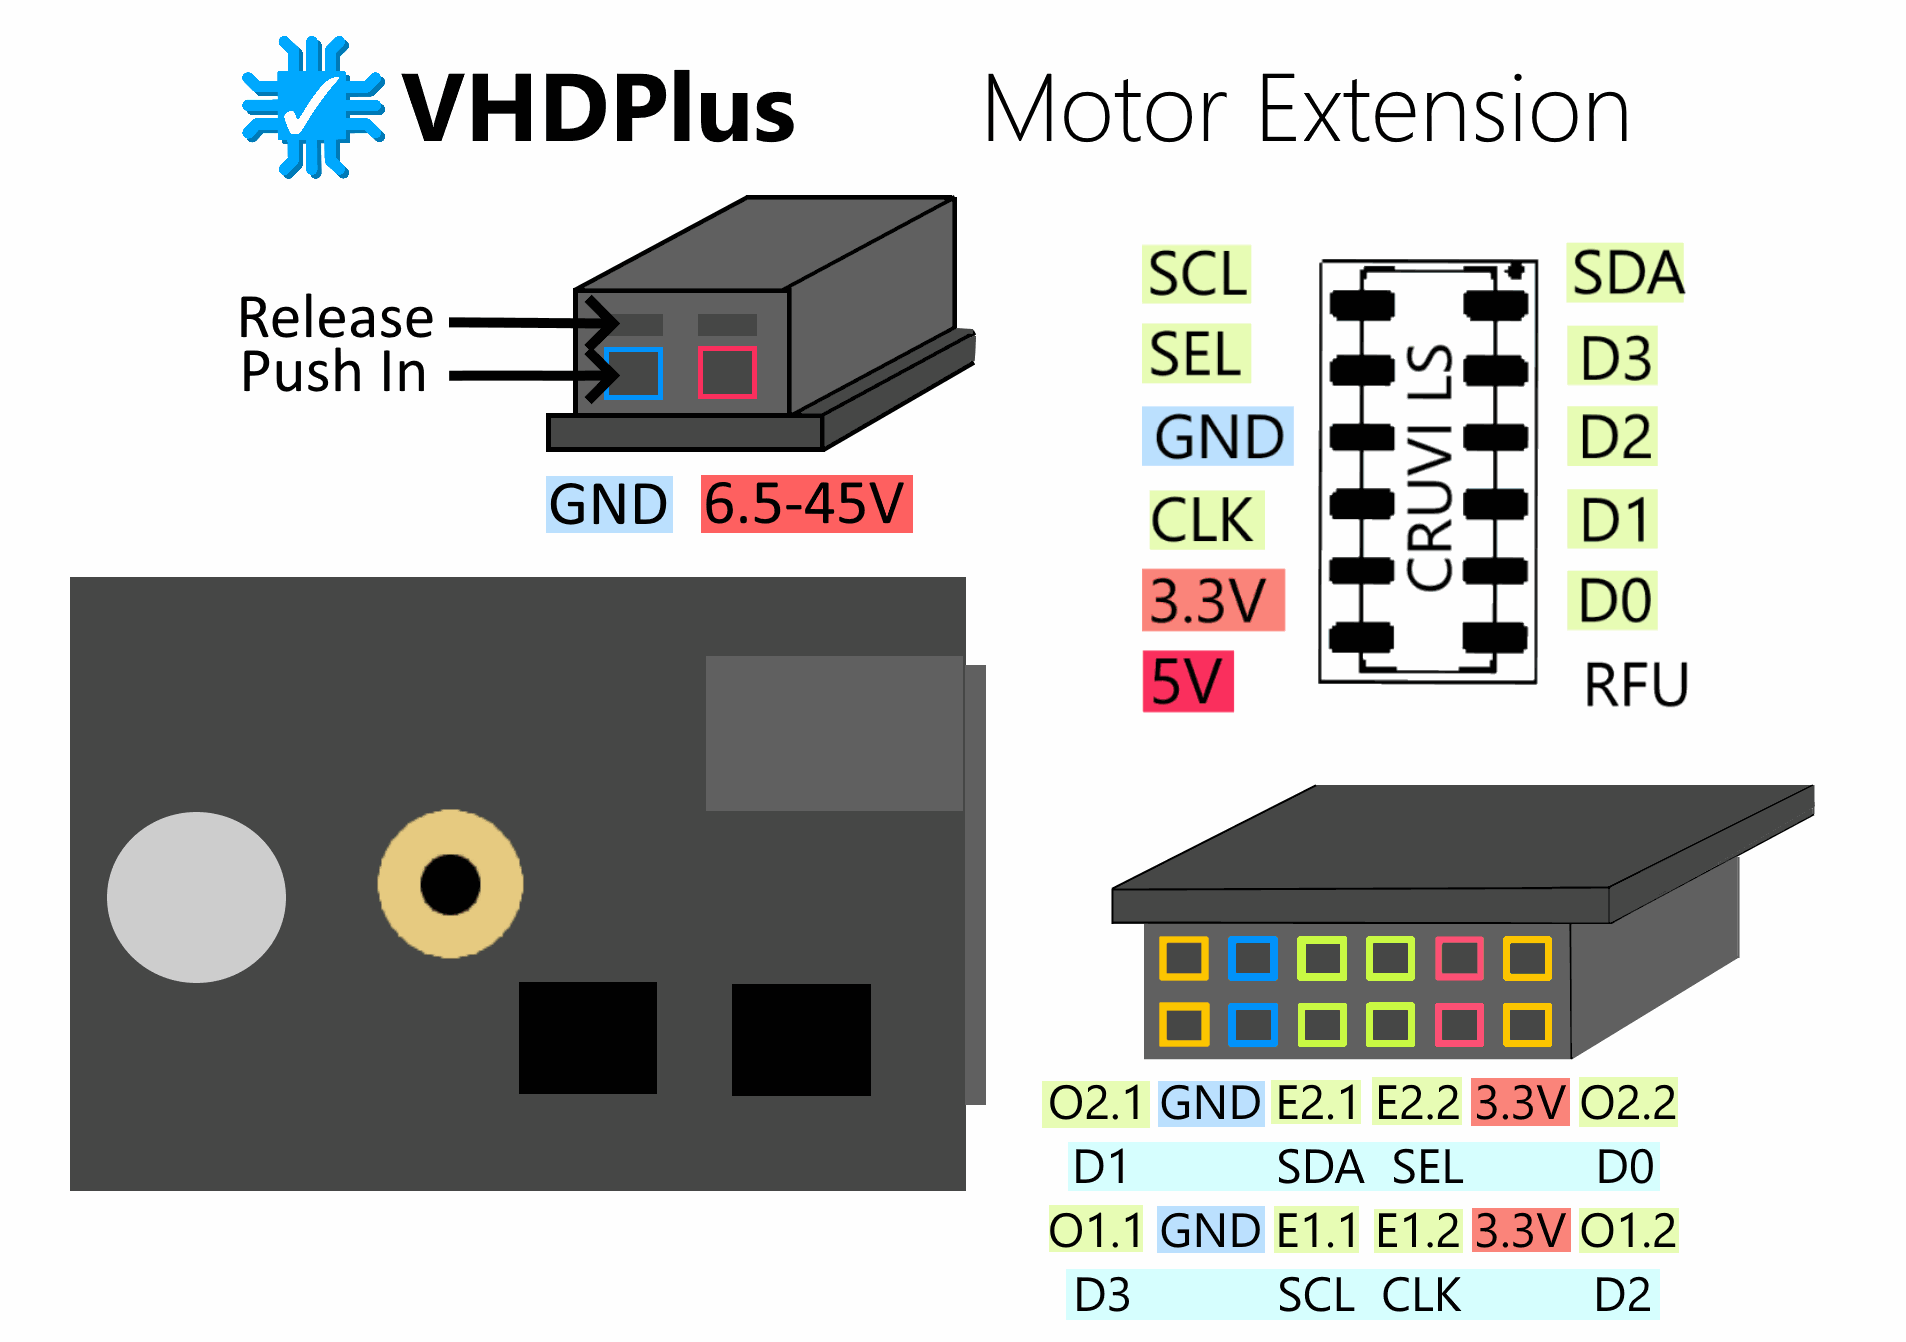 VHDPlus
Motor Extension
Release
Push In
GND 6.5-45V
SCL SDA
SEL D3
GND D2
CLK D1
3.3V D0
5V RFU
CRUVI LS
O2.1 GND E2.1 E2.2 3.3V O2.2
D1 SDA SEL D0
O1.1 GND E1.1 E1.2 3.3V O1.2
D3 SCL CLK D2